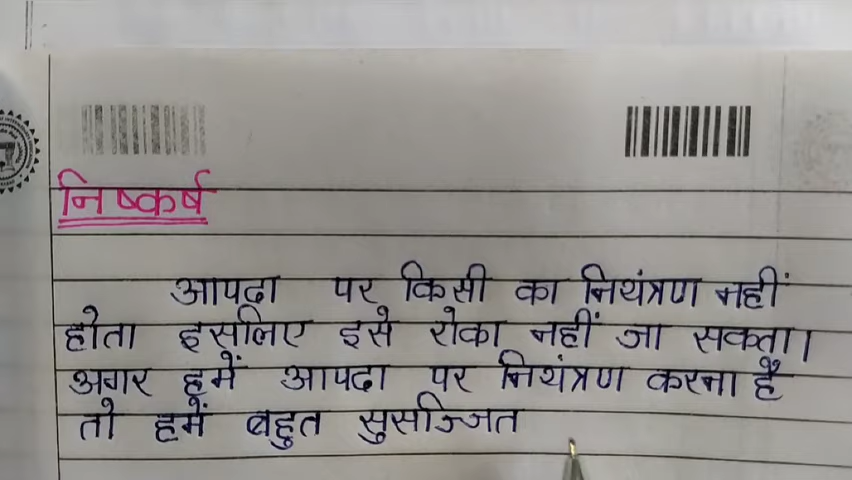 निष्कर्ष
आपदा पर किसी का नियंत्रण नहीं
होता इसलिए इसे रोका नहीं जा सकता।
अगर हमें आपदा पर नियंत्रण करना है
तो हमें बहुत सुसज्जित